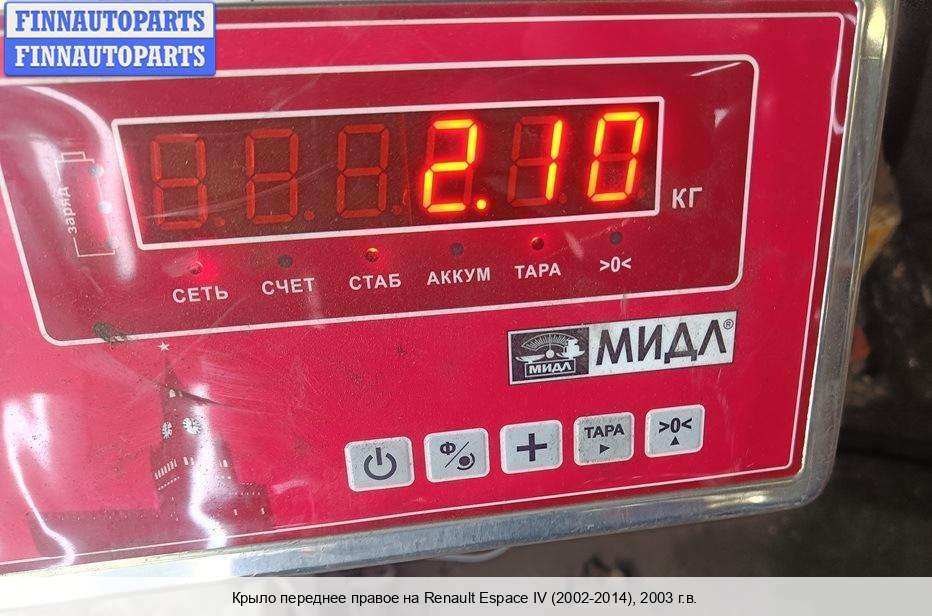 FINNAUTOPARTS
FINNAUTOPARTS
2.10
КГ
заряд
СЕТЬ СЧЕТ СТАБ АККУМ ТАРА >0<
МИДЛ МИДЛ®
Ф ТАРА >0<
Крыло переднее правое на Renault Espace IV (2002-2014), 2003 г.в.